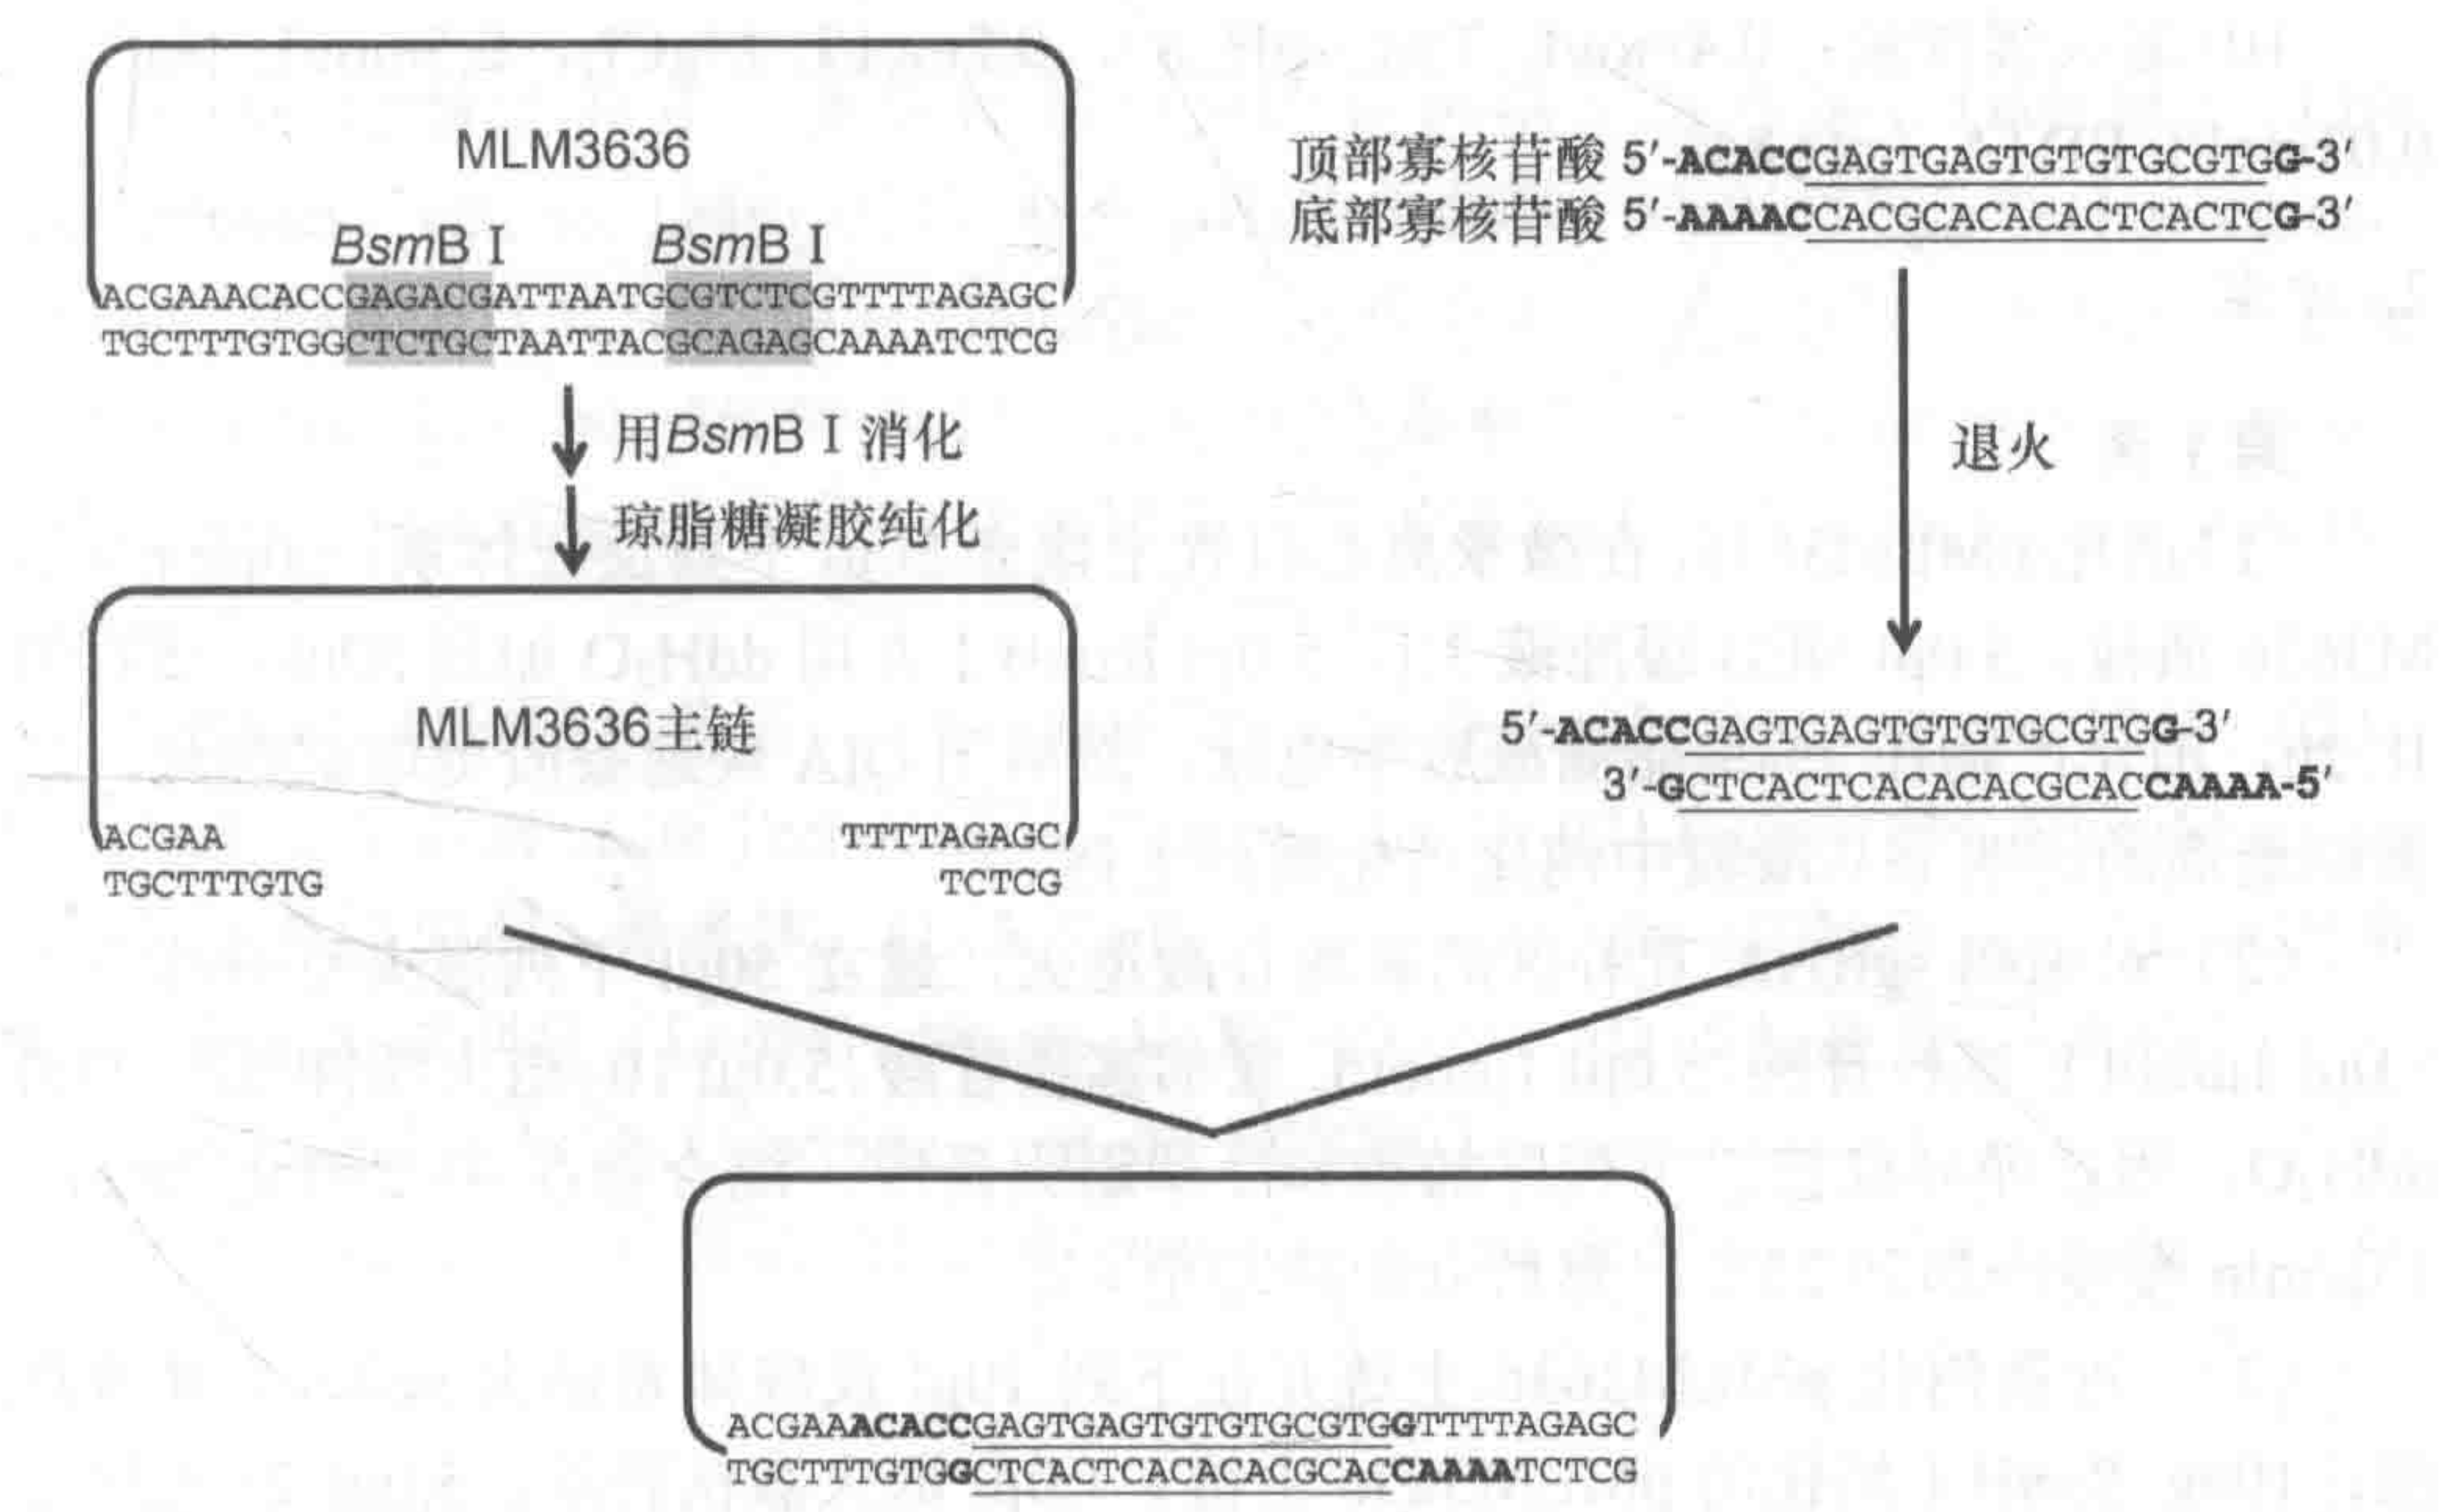 MLM3636
BsmB I BsmB I
ACGAAACACCGAGACGATTAATGCGTCTCGTTTTAGAGC
TGCTTTGTGGCTCTGCTAATTACGCAGAGCAAAATCTCG
用BsmB I 消化
琼脂糖凝胶纯化
MLM3636主链
ACGAA TTTTAGAGC
TGCTTTGTG TCTCG
顶部寡核苷酸 5′-ACACCGAGTGAGTGTGTGCGTGG-3′
底部寡核苷酸 5′-AAAACCACGCACACACTCACTCG-3′
退火
5′-ACACCGAGTGAGTGTGTGCGTGG-3′
3′-GCTCACTCACACACGCACCAAAA-5′
ACGAAACACCGAGTGAGTGTGTGCGTGGTTTTAGAGC
TGCTTTGTGGCTCACTCACACACGCACCAAAATCTCG